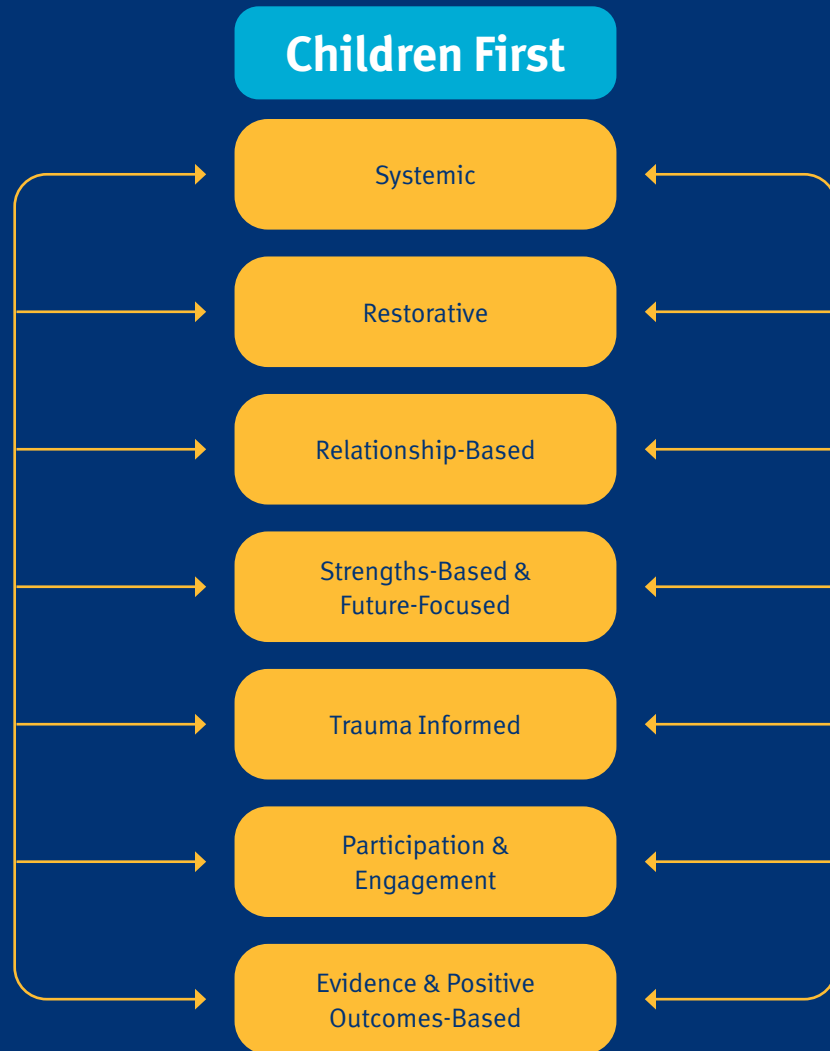 Children First
Systemic
Restorative
Relationship-Based
Strengths-Based &
Future-Focused
Trauma Informed
Participation &
Engagement
Evidence & Positive
Outcomes-Based